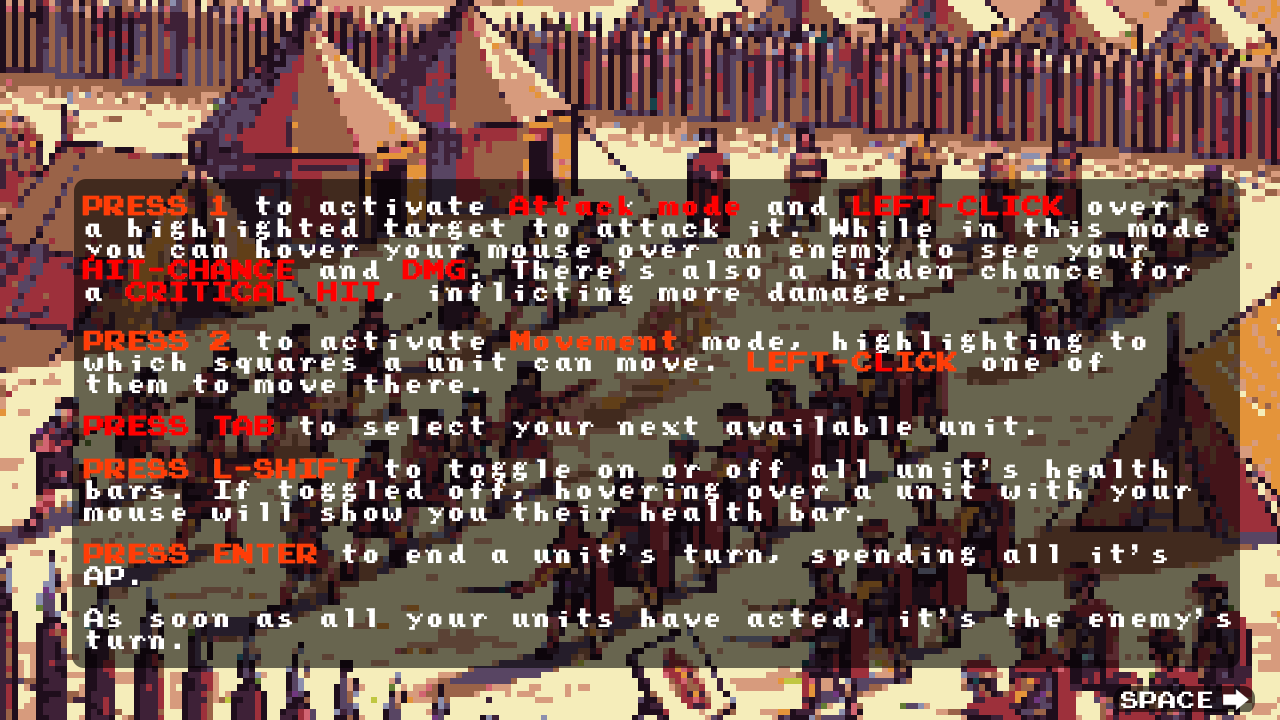 PRESS 1 to activate Attack mode and LEFT-CLICK over
a highlighted target to attack it. While in this mode
you can hover your mouse over an enemy to see your
HIT-CHANCE and DMG. There's also a hidden chance for
a CRITICAL HIT, inflicting more damage.
PRESS 2 to activate Movement mode, highlighting to
which squares a unit can move. LEFT-CLICK one of
them to move there.
PRESS TAB to select your next available unit.
PRESS L-SHIFT to toggle on or off all unit's health
bars. If toggled off, hovering over a unit with your
mouse will show you their health bar.
PRESS ENTER to end a unit's turn, spending all it's
AP.
As soon as all your units have acted, it's the enemy's
turn.
SPACE